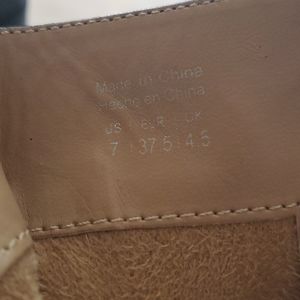 Made in China
Hecho en China
US EUR UK
7 | 37.5 | 4.5